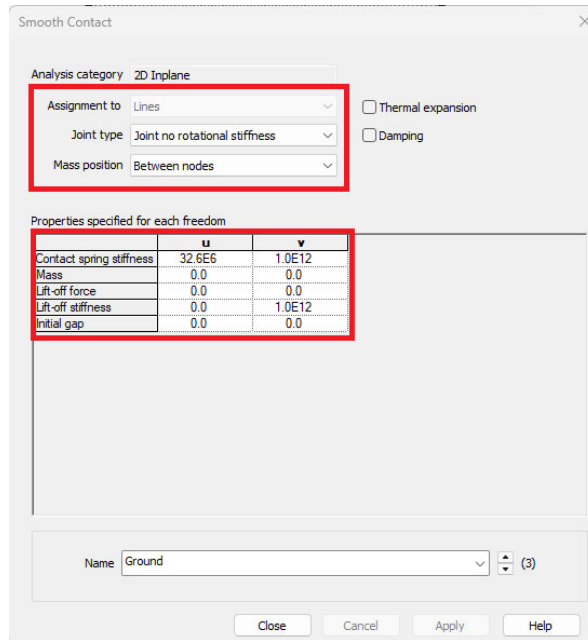 Smooth Contact
Analysis category 2D Inplane
Assignment to Lines
Thermal expansion
Joint type Joint no rotational stiffness
Damping
Mass position Between nodes
Properties specified for each freedom
u v
Contact spring stiffness 32.6E6 1.0E12
Mass 0.0 0.0
Lift-off force 0.0 0.0
Lift-off stiffness 0.0 1.0E12
Initial gap 0.0 0.0
Name Ground (3)
Close Cancel Apply Help